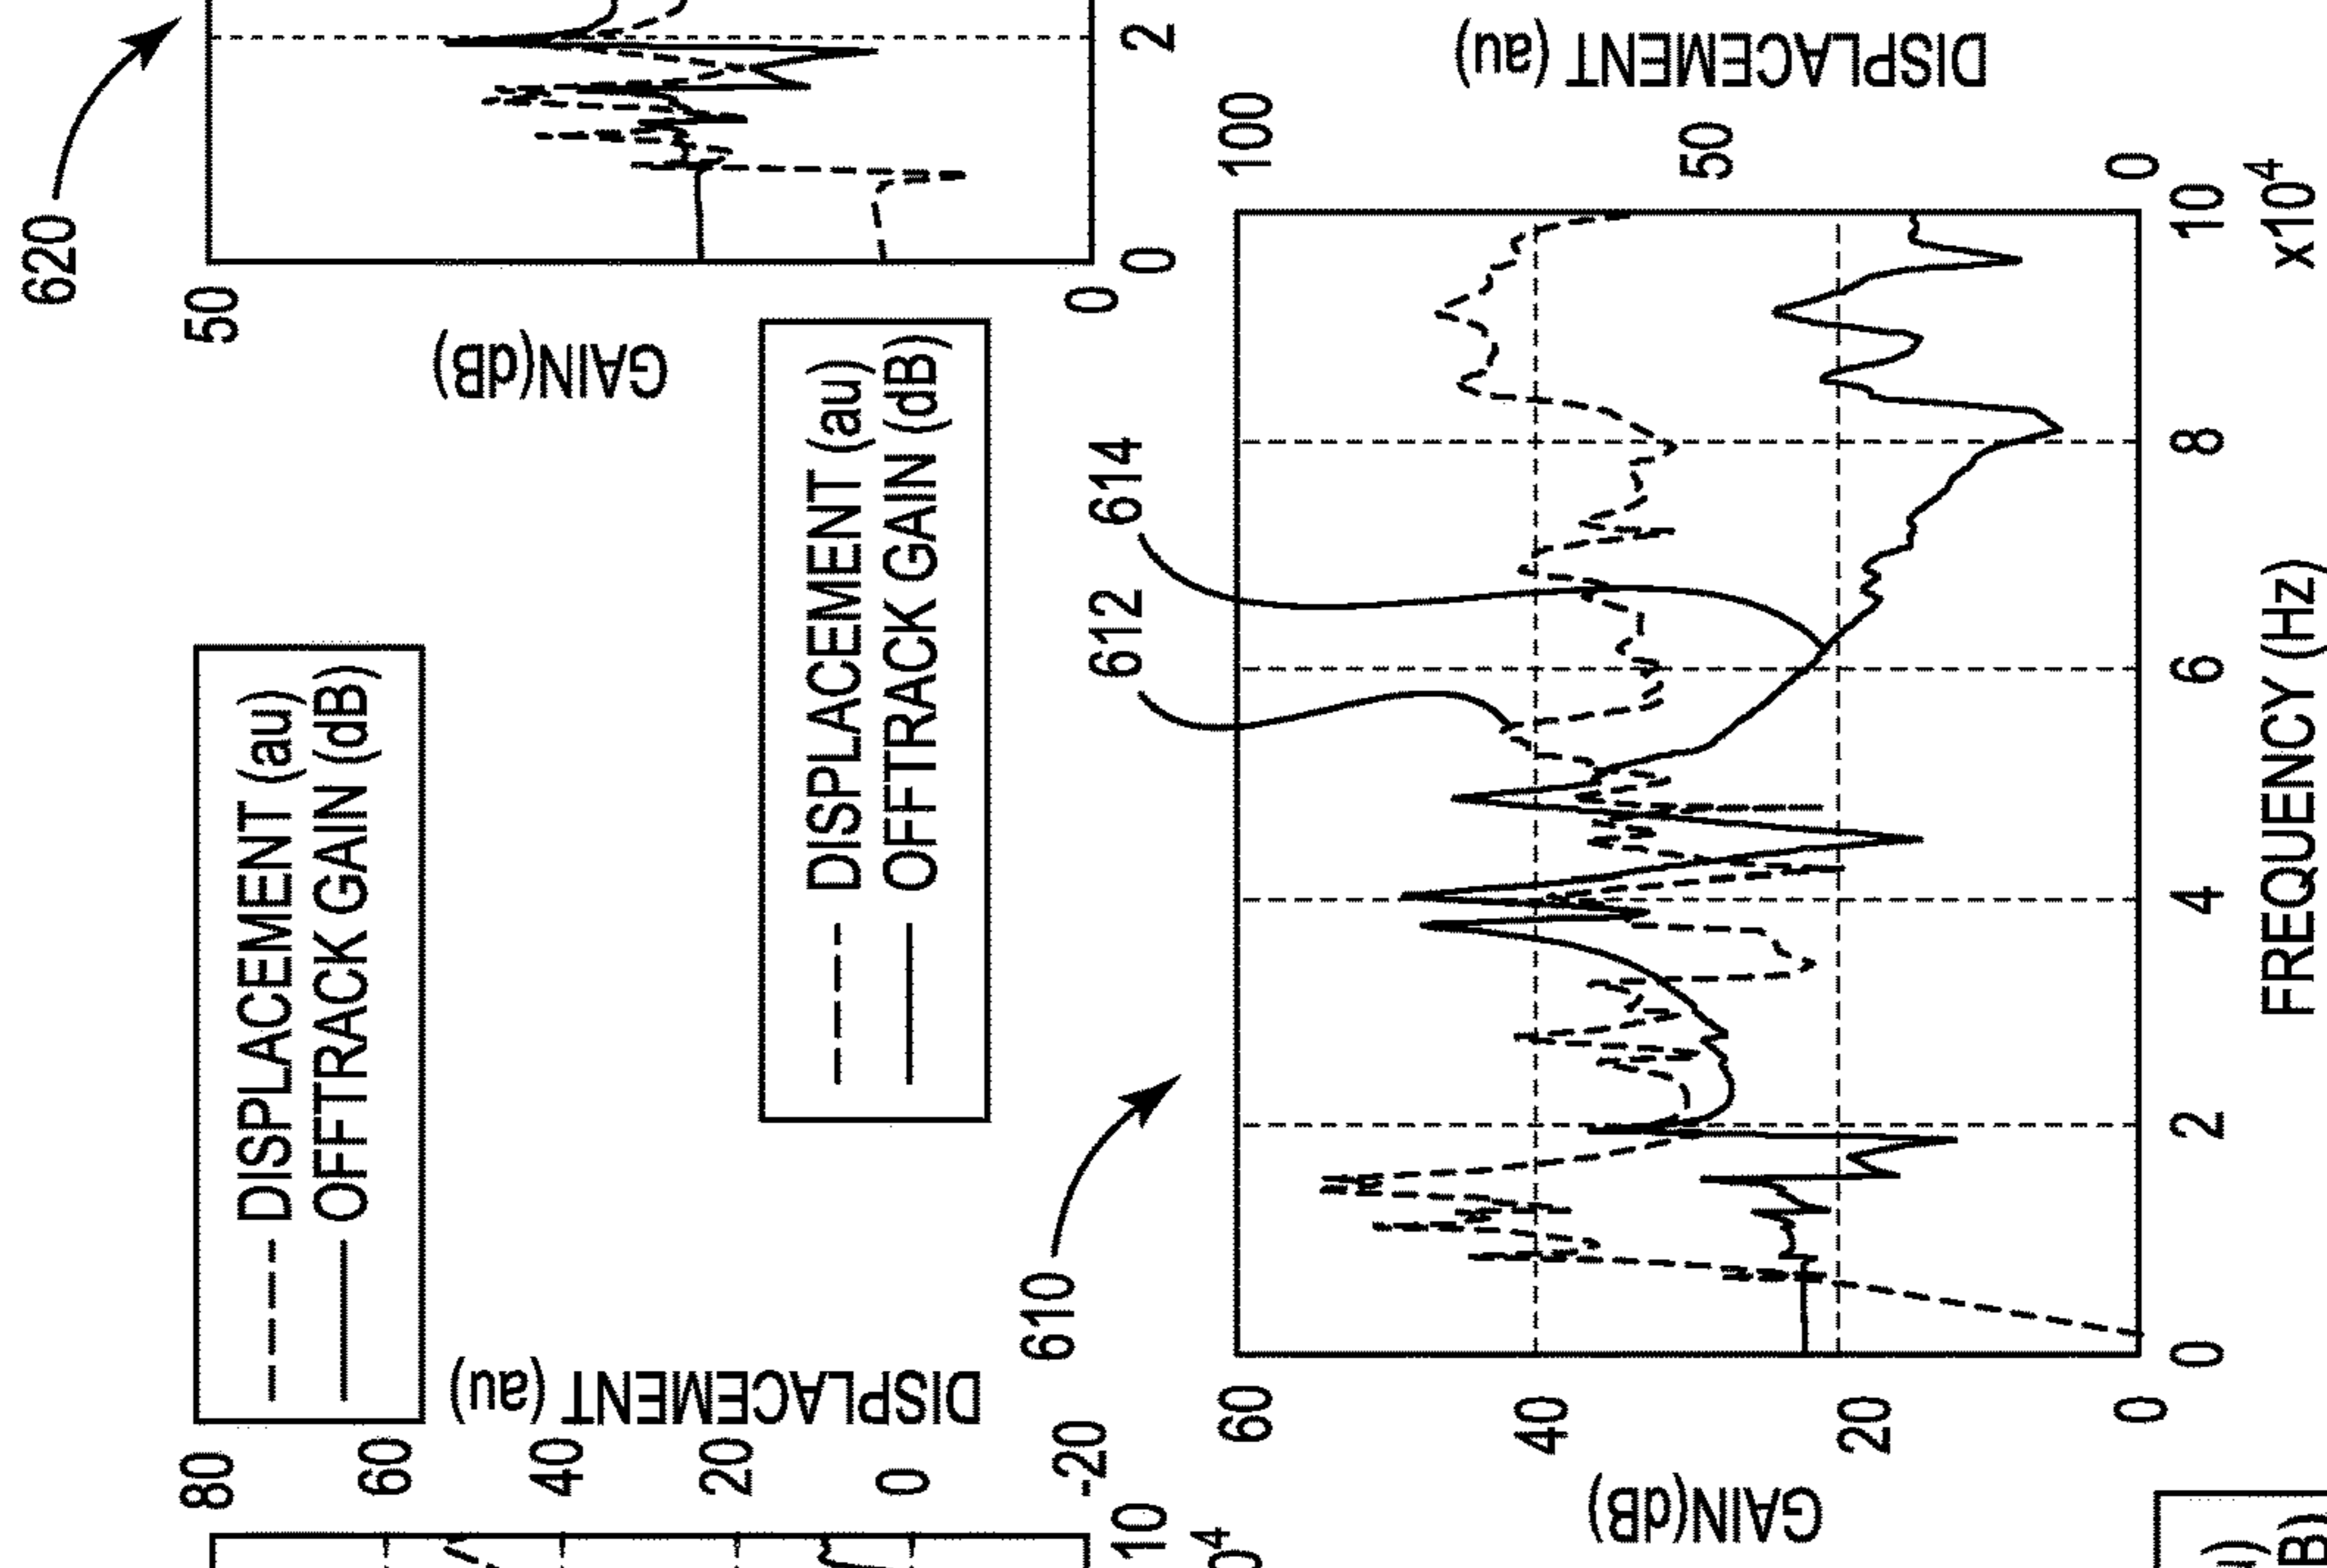 620
50
GAIN(dB)
0
0
2
DISPLACEMENT (au)
OFFTRACK GAIN (dB)
80
60
40
20
0
-20
DISPLACEMENT (au)
10
DISPLACEMENT (au)
OFFTRACK GAIN (dB)
610
612
614
60
40
20
0
GAIN(dB)
0
2
4
6
8
10
x10⁴
FREQUENCY (Hz)
100
50
0
DISPLACEMENT (au)